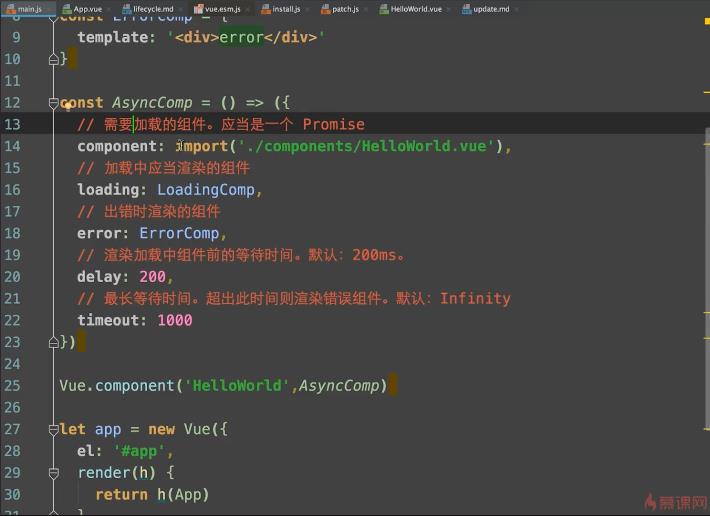 main.js App.vue lifecycle.md vue.esm.js install.js patch.js HelloWorld.vue update.md
8 const ErrorComp = {
9 template: '<div>error</div>'
10 }
11
12 const AsyncComp = () => ({
13 // 需要加载的组件。应当是一个 Promise
14 component: import('./components/HelloWorld.vue'),
15 // 加载中应当渲染的组件
16 loading: LoadingComp,
17 // 出错时渲染的组件
18 error: ErrorComp,
19 // 渲染加载中组件前的等待时间。默认：200ms。
20 delay: 200,
21 // 最长等待时间。超出此时间则渲染错误组件。默认：Infinity
22 timeout: 1000
23 })
24
25 Vue.component('HelloWorld',AsyncComp)
26
27 let app = new Vue({
28 el: '#app',
29 render(h) {
30 return h(App)
31 }
慕课网